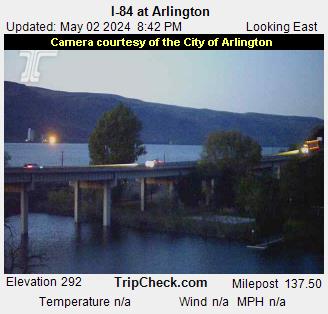 I-84 at Arlington
Updated: May 02 2024 8:42 PM Looking East
Camera courtesy of the City of Arlington
Elevation 292 TripCheck.com Milepost 137.50
Temperature n/a Wind n/a MPH n/a